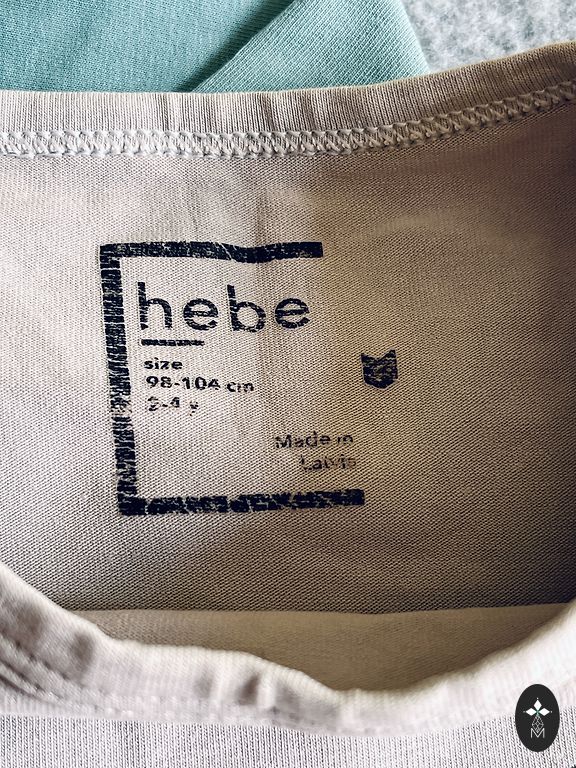 hebe
size
98-104 cm
2-4 y
Made in
Latvia
M